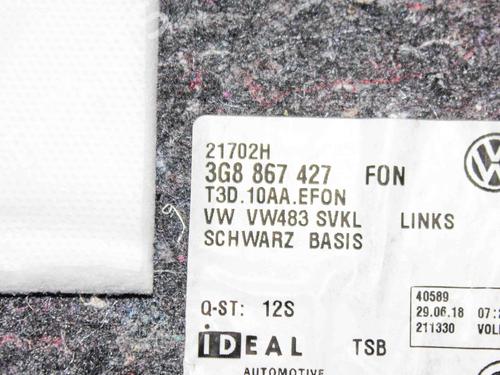 21702H
3G8 867 427 FON
T3D.10AA.EFON
VW VW483 SVKL LINKS
SCHWARZ BASIS
Q-ST: 12S
40589
29.06.18
211330
IDEAL TSB
AUTOMOTIVE